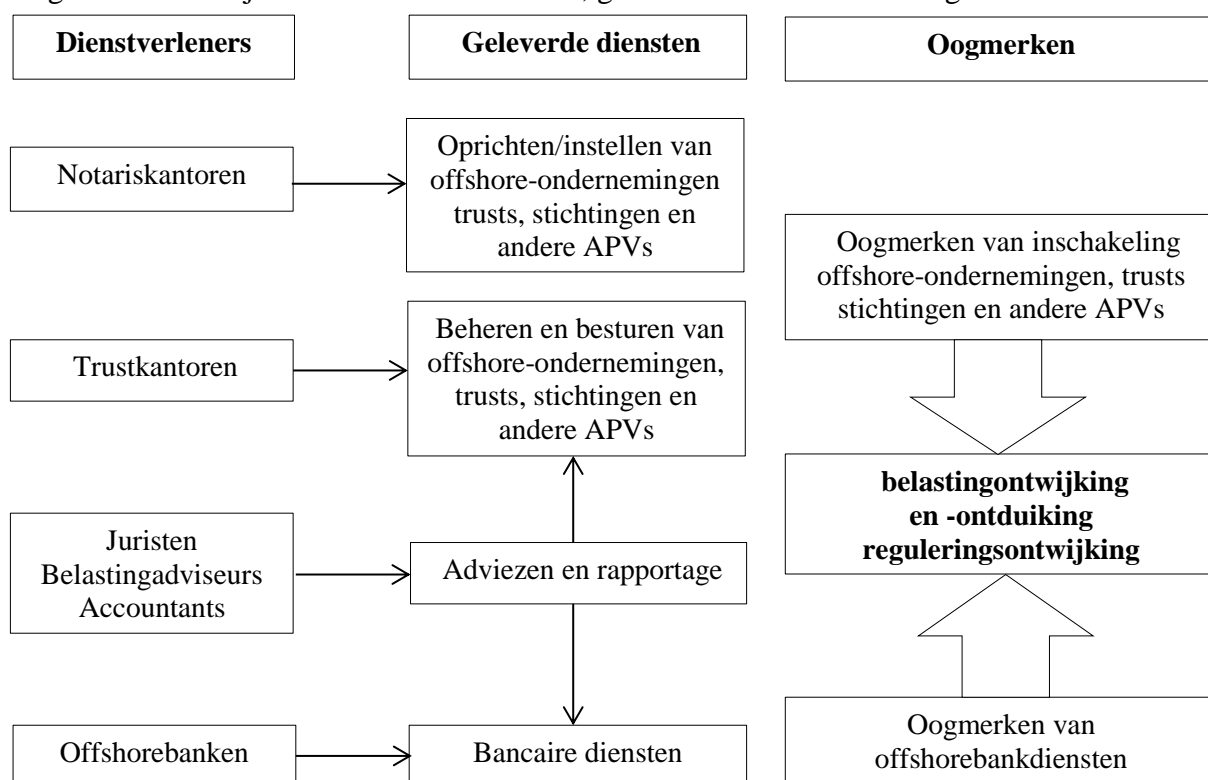 Dienstverleners
Geleverde diensten
Oogmerken
Notariskantoren
Oprichten/instellen van
offshore-ondernemingen
trusts, stichtingen en
andere APVs
Oogmerken van inschakeling
offshore-ondernemingen, trusts
stichtingen en andere APVs
Trustkantoren
Beheren en besturen van
offshore-ondernemingen,
trusts, stichtingen en
andere APVs
belastingontwijking
en -ontduiking
reguleringsontwijking
Juristen
Belastingadviseurs
Accountants
Adviezen en rapportage
Offshorebanken
Bancaire diensten
Oogmerken van
offshorebankdiensten